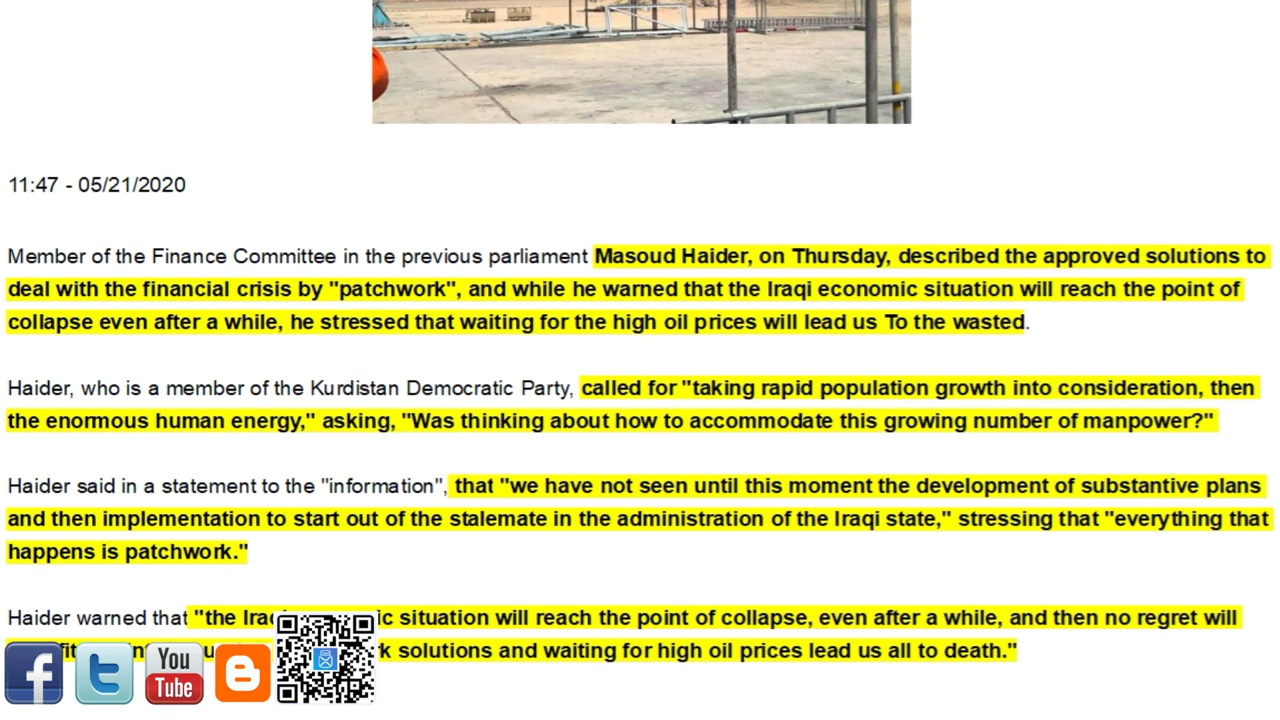 11:47 - 05/21/2020
Member of the Finance Committee in the previous parliament Masoud Haider, on Thursday, described the approved solutions to
deal with the financial crisis by "patchwork", and while he warned that the Iraqi economic situation will reach the point of
collapse even after a while, he stressed that waiting for the high oil prices will lead us To the wasted.
Haider, who is a member of the Kurdistan Democratic Party, called for "taking rapid population growth into consideration, then
the enormous human energy," asking, "Was thinking about how to accommodate this growing number of manpower?"
Haider said in a statement to the "information", that "we have not seen until this moment the development of substantive plans
and then implementation to start out of the stalemate in the administration of the Iraqi state," stressing that "everything that
happens is patchwork."
Haider warned that "the situation will reach the point of collapse, even after a while, and then no regret will
solutions and waiting for high oil prices lead us all to death."
You
Tube